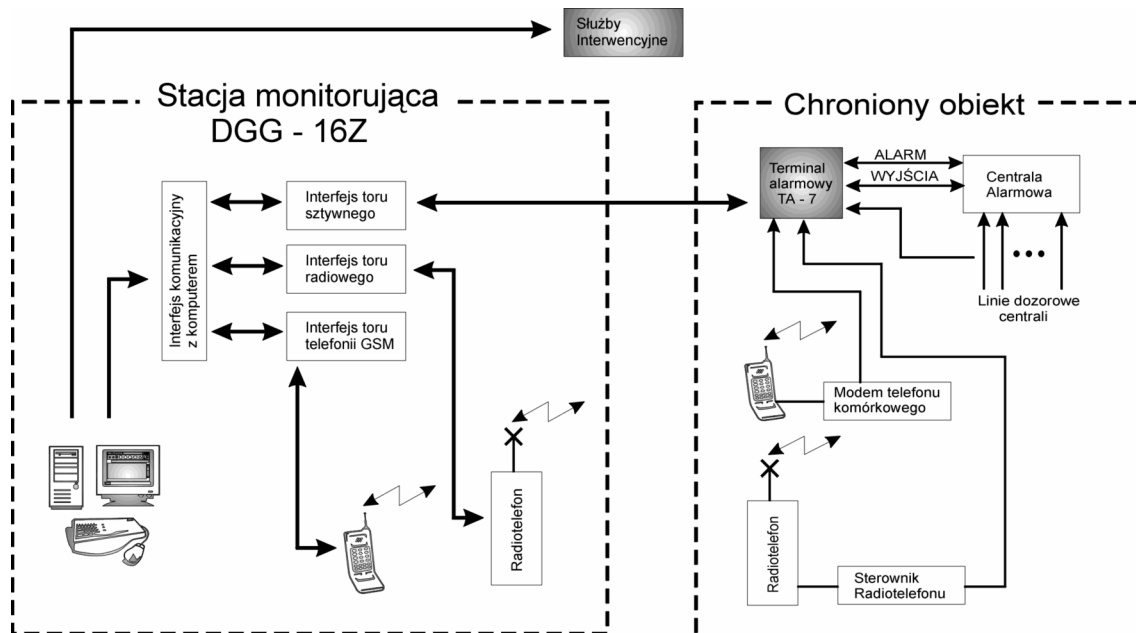 Służby
Interwencyjne
Stacja monitorująca
DGG - 16Z
Chroniony obiekt
Interfejs komunikacyjny
z komputerem
Interfejs toru
sztywnego
Interfejs toru
radiowego
Interfejs toru
telefonii GSM
Radiotelefon
Terminal
alarmowy
TA - 7
ALARM
WYJŚCIA
Centrala
Alarmowa
Linie dozorowe
centrali
Modem telefonu
komórkowego
Radiotelefon
Sterownik
Radiotelefonu